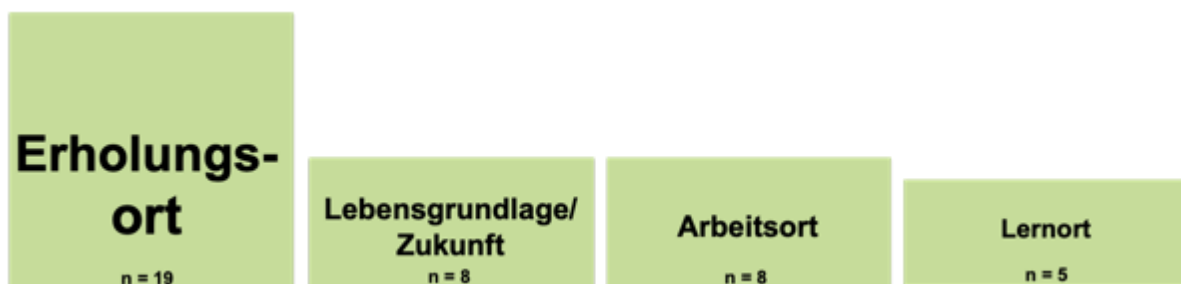 Erholungs-
ort
n = 19
Lebensgrundlage/
Zukunft
n = 8
Arbeitsort
n = 8
Lernort
n = 5